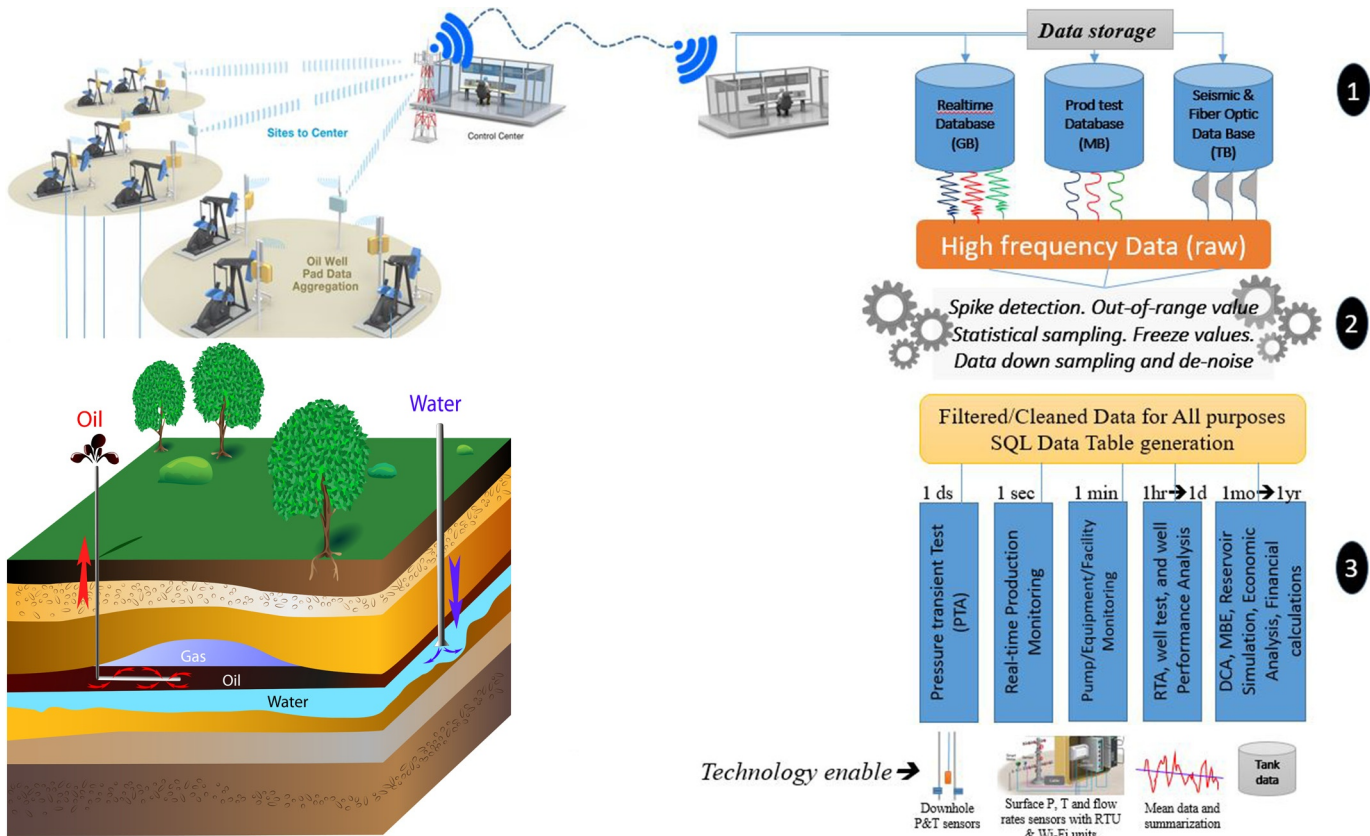 Sites to Center
Control Center
Oil Well
Pad Data
Aggregation
Oil
Water
Gas
Oil
Water
Data storage
Realtime
Database
(GB)
Prod test
Database
(MB)
Seismic &
Fiber Optic
Data Base
(TB)
1
High frequency Data (raw)
Spike detection. Out-of-range value
Statistical sampling. Freeze values.
Data down sampling and de-noise
2
Filtered/Cleaned Data for All purposes
SQL Data Table generation
1 ds
1 sec
1 min
1hr➔1d
1mo➔1yr
Pressure transient Test
(PTA)
Real-time Production
Monitoring
Pump/Equipment/Facility
Monitoring
RTA, well test, and well
Performance Analysis
DCA, MBE, Reservoir
Simulation, Economic
Analysis, Financial
calculations
3
Technology enable ➔
Downhole
P&T sensors
Surface P, T and flow
rates sensors with RTU
& Wi-Fi units
Mean data and
summarization
Tank
data